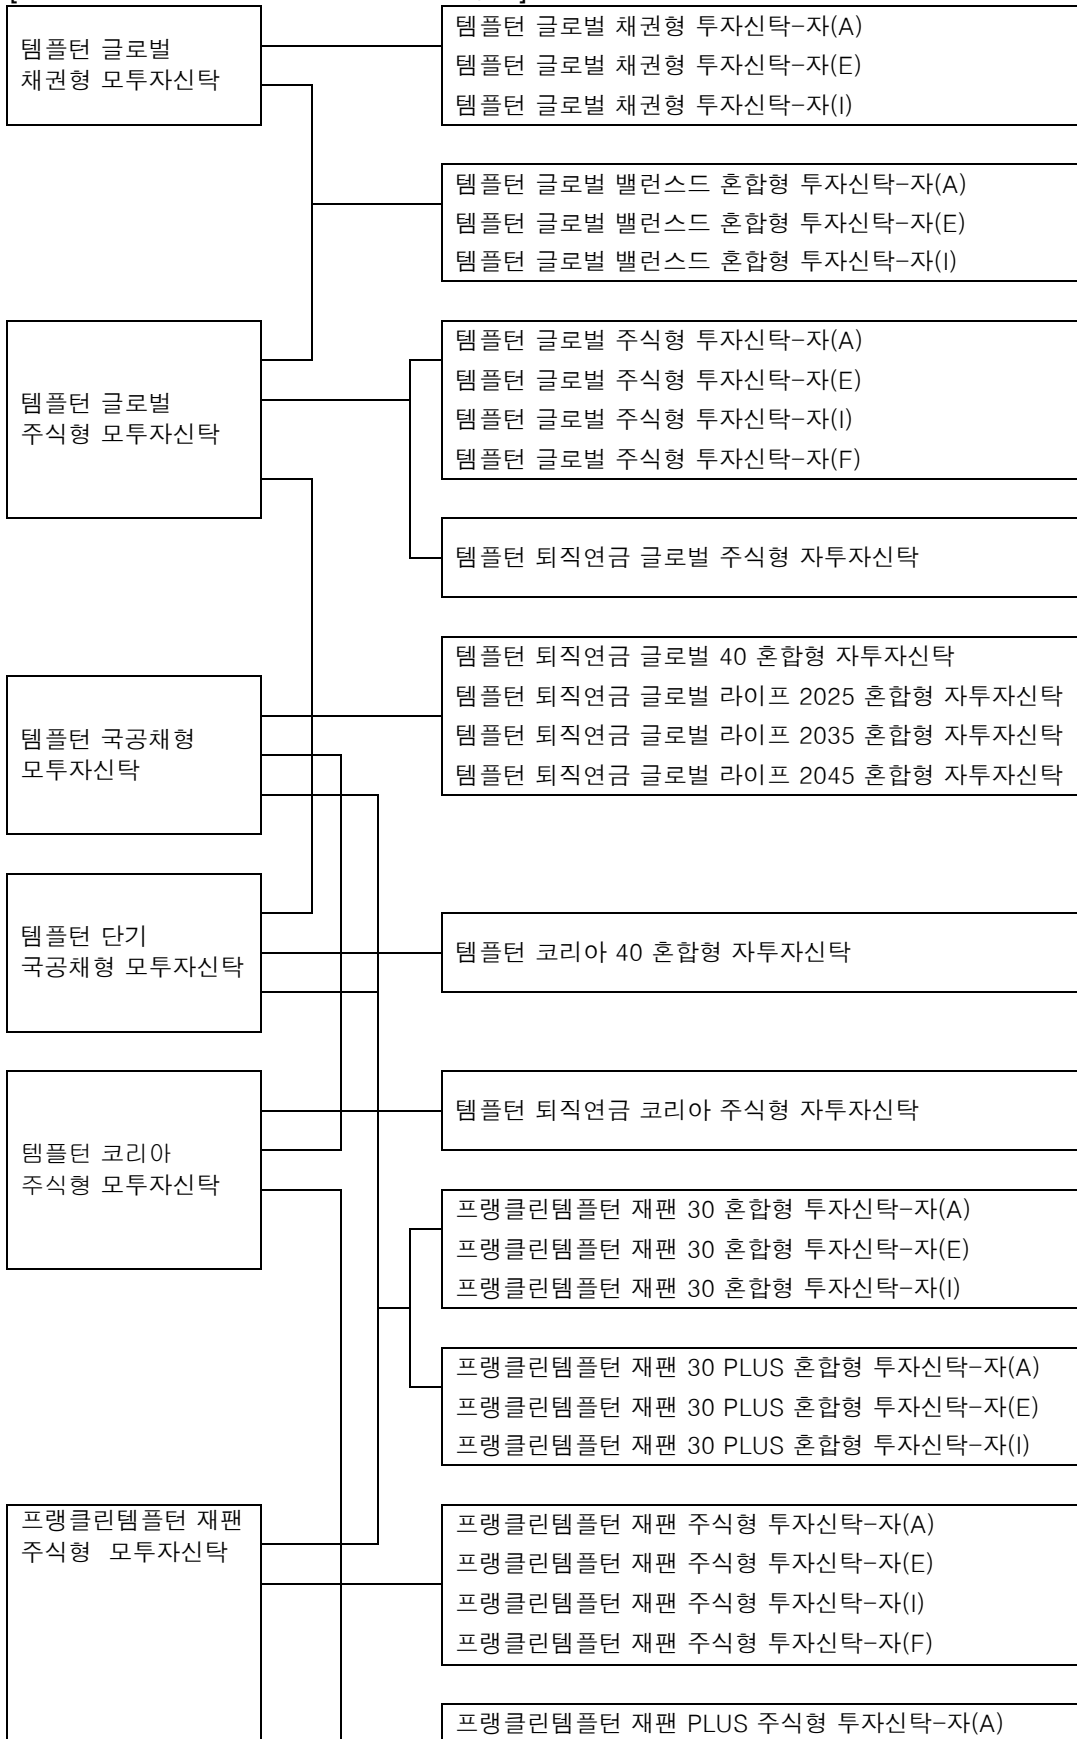 템플턴 글로벌
채권형 모투자신탁
템플턴 글로벌 채권형 투자신탁-자(A)
템플턴 글로벌 채권형 투자신탁-자(E)
템플턴 글로벌 채권형 투자신탁-자(I)
템플턴 글로벌 밸런스드 혼합형 투자신탁-자(A)
템플턴 글로벌 밸런스드 혼합형 투자신탁-자(E)
템플턴 글로벌 밸런스드 혼합형 투자신탁-자(I)
템플턴 글로벌
주식형 모투자신탁
템플턴 글로벌 주식형 투자신탁-자(A)
템플턴 글로벌 주식형 투자신탁-자(E)
템플턴 글로벌 주식형 투자신탁-자(I)
템플턴 글로벌 주식형 투자신탁-자(F)
템플턴 퇴직연금 글로벌 주식형 자투자신탁
템플턴 퇴직연금 글로벌 40 혼합형 자투자신탁
템플턴 퇴직연금 글로벌 라이프 2025 혼합형 자투자신탁
템플턴 퇴직연금 글로벌 라이프 2035 혼합형 자투자신탁
템플턴 퇴직연금 글로벌 라이프 2045 혼합형 자투자신탁
템플턴 국공채형
모투자신탁
템플턴 단기
국공채형 모투자신탁
템플턴 코리아 40 혼합형 자투자신탁
템플턴 코리아
주식형 모투자신탁
템플턴 퇴직연금 코리아 주식형 자투자신탁
프랭클린템플턴 재팬 30 혼합형 투자신탁-자(A)
프랭클린템플턴 재팬 30 혼합형 투자신탁-자(E)
프랭클린템플턴 재팬 30 혼합형 투자신탁-자(I)
프랭클린템플턴 재팬 30 PLUS 혼합형 투자신탁-자(A)
프랭클린템플턴 재팬 30 PLUS 혼합형 투자신탁-자(E)
프랭클린템플턴 재팬 30 PLUS 혼합형 투자신탁-자(I)
프랭클린템플턴 재팬
주식형 모투자신탁
프랭클린템플턴 재팬 주식형 투자신탁-자(A)
프랭클린템플턴 재팬 주식형 투자신탁-자(E)
프랭클린템플턴 재팬 주식형 투자신탁-자(I)
프랭클린템플턴 재팬 주식형 투자신탁-자(F)
프랭클린템플턴 재팬 PLUS 주식형 투자신탁-자(A)